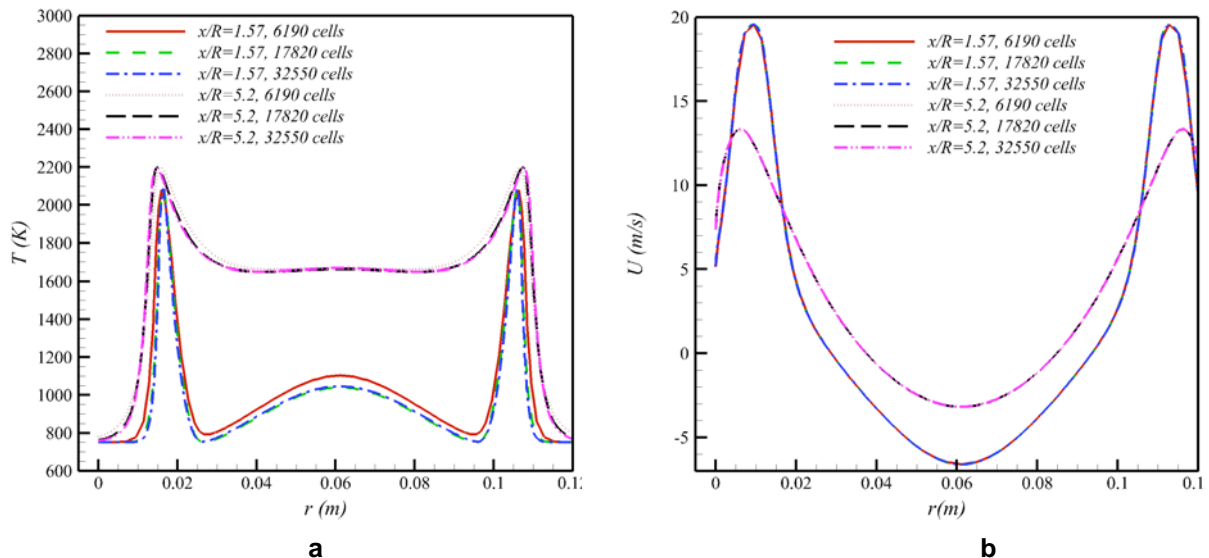 3000
2800
2600
2400
2200
2000
1800
1600
1400
1200
1000
800
600
T (K)
x/R=1.57, 6190 cells
x/R=1.57, 17820 cells
x/R=1.57, 32550 cells
x/R=5.2, 6190 cells
x/R=5.2, 17820 cells
x/R=5.2, 32550 cells
0 0.02 0.04 0.06 0.08 0.1 0.12
r (m)
a
20
15
10
5
0
-5
U (m/s)
x/R=1.57, 6190 cells
x/R=1.57, 17820 cells
x/R=1.57, 32550 cells
x/R=5.2, 6190 cells
x/R=5.2, 17820 cells
x/R=5.2, 32550 cells
0 0.02 0.04 0.06 0.08 0.1 0.1
r(m)
b